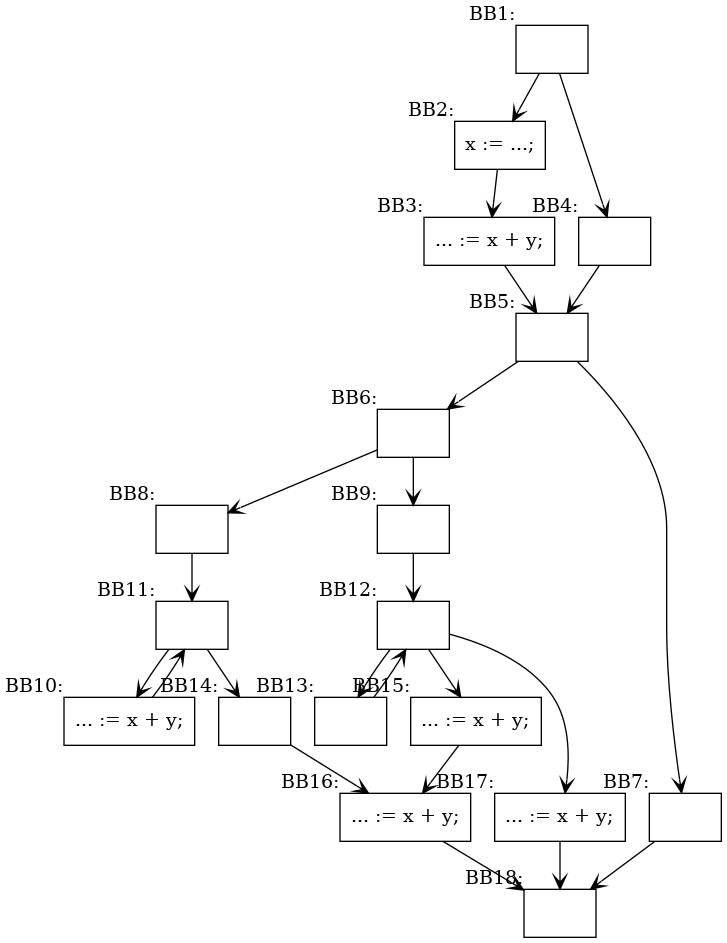 BB1:
BB2:
x := ...;
BB3:
... := x + y;
BB4:
BB5:
BB6:
BB8:
BB9:
BB11:
BB12:
BB10:
... := x + y;
BB14:
BB13:
BB15:
... := x + y;
BB16:
... := x + y;
BB17:
... := x + y;
BB7:
BB18: